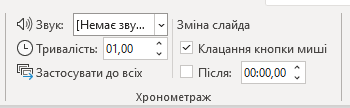 Звук: [Немає зву...
Тривалість: 01,00
Застосувати до всіх
Зміна слайда
Клацання кнопки миші
Після: 00:00,00
Хронометраж